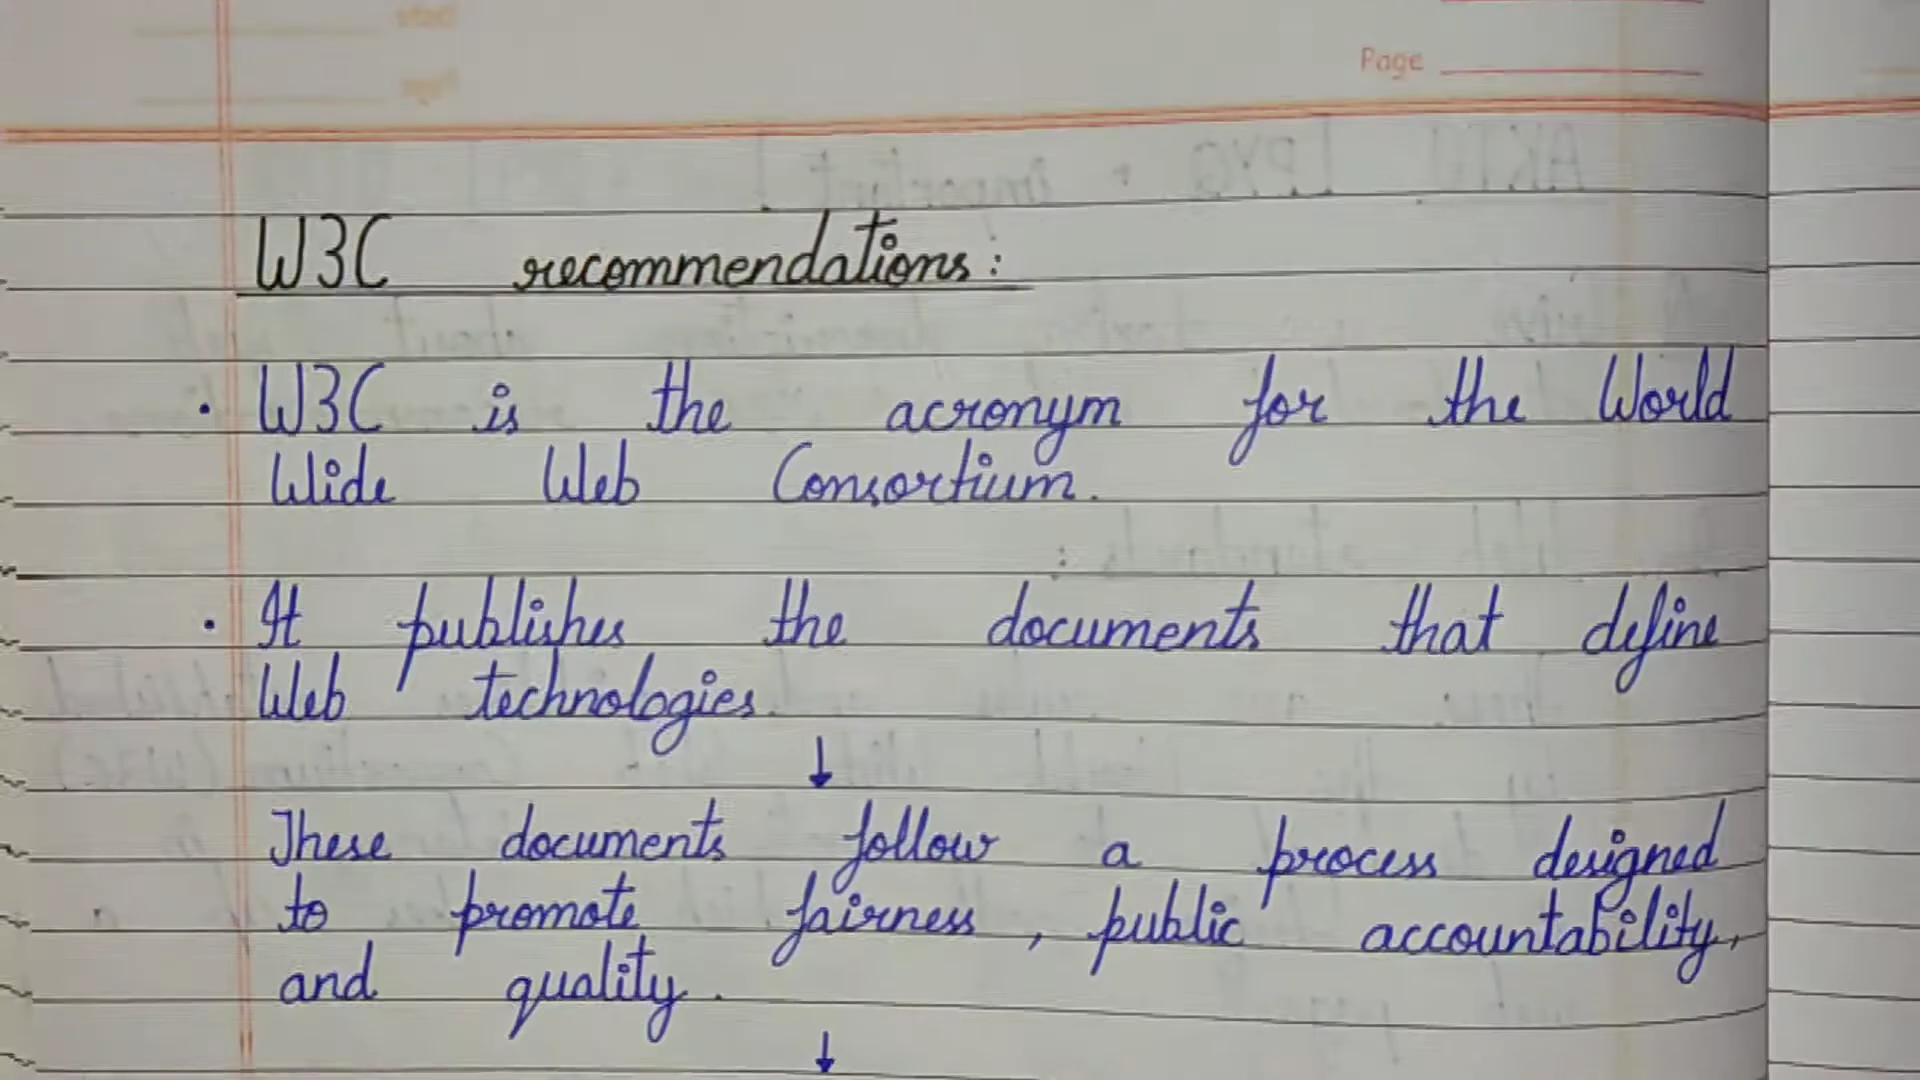 Page
W3C recommendations:
• W3C is the acronym for the World
Wide Web Consortium.
• It publishes the documents that define
Web technologies.
↓
These documents follow a process designed
to promote fairness, public accountability,
and quality.
↓